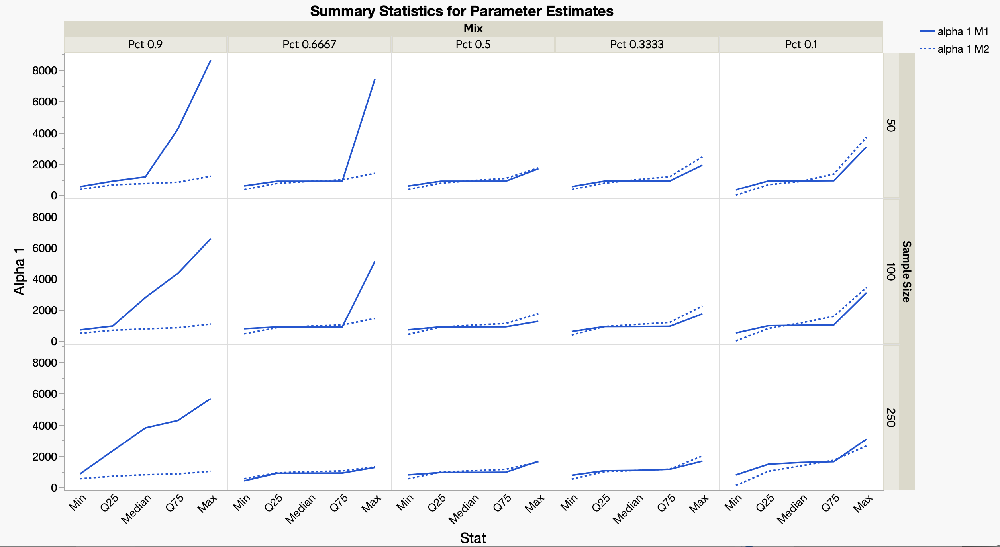 Summary Statistics for Parameter Estimates
Mix
Pct 0.9 Pct 0.6667 Pct 0.5 Pct 0.3333 Pct 0.1
alpha 1 M1
alpha 1 M2
8000
6000
4000
2000
0
50
8000
6000
4000
2000
0
100
8000
6000
4000
2000
0
250
Alpha 1
Sample Size
Min Q25 Median Q75 Max Min Q25 Median Q75 Max Min Q25 Median Q75 Max Min Q25 Median Q75 Max Min Q25 Median Q75 Max
Stat